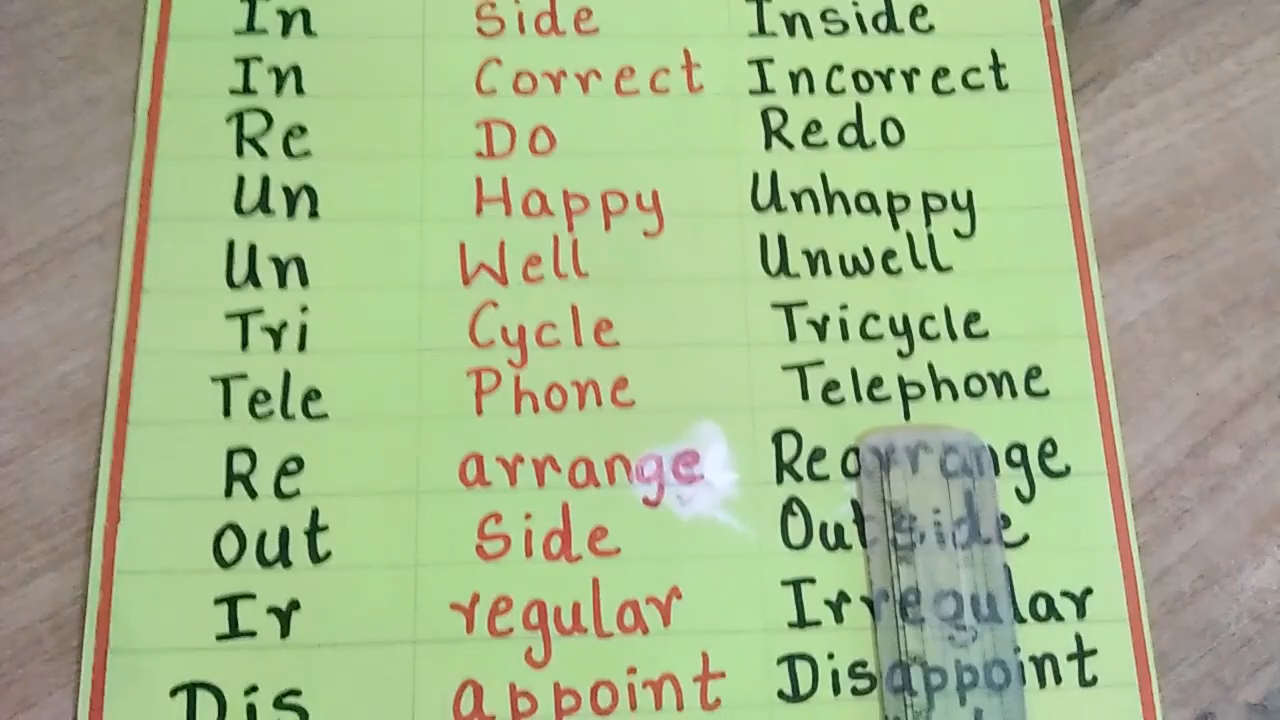 In Side Inside
In Correct Incorrect
Re Do Redo
Un Happy Unhappy
Un Well Unwell
Tri Cycle Tricycle
Tele Phone Telephone
Re arrange Rearrange
out Side Outside
Ir regular Irregular
Dis appoint Disappoint